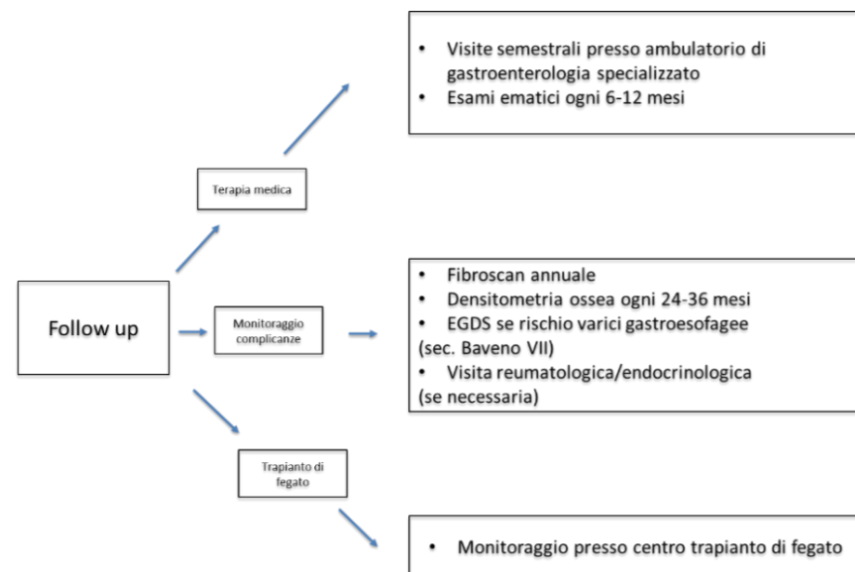 • Visite semestrali presso ambulatorio di
gastroenterologia specializzato
• Esami ematici ogni 6-12 mesi
Terapia medica
Follow up
Monitoraggio
complicanze
• Fibroscan annuale
• Densitometria ossea ogni 24-36 mesi
• EGDS se rischio varici gastroesofagee
(sec. Baveno VII)
• Visita reumatologica/endocrinologica
(se necessaria)
Trapianto di
fegato
• Monitoraggio presso centro trapianto di fegato